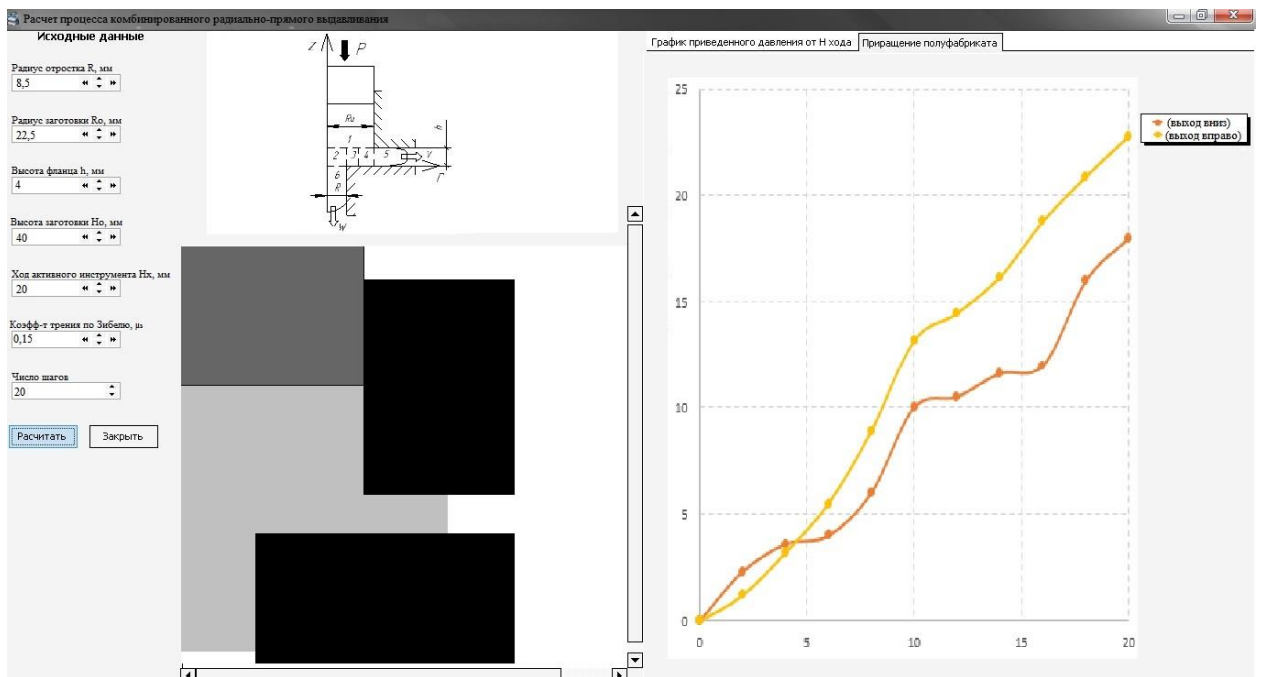 Расчет процесса комбинированного радиально-прямого выдавливания
Исходные данные
Радиус отростка R, мм
8,5
Радиус заготовки Ro, мм
22,5
Высота фланца h, мм
4
Высота заготовки Ho, мм
40
Ход активного инструмента Hx, мм
20
Коэфф-т трения по Зибелю, μs
0,15
Число шагов
20
Расчитать
Закрыть
Z
P
Ro
h
1
2 3 4 5 V
6
R
r
W
График приведенного давления от H хода
Приращение полуфабриката
25
20
15
10
5
0
0 5 10 15 20
(выход вниз)
(выход вправо)